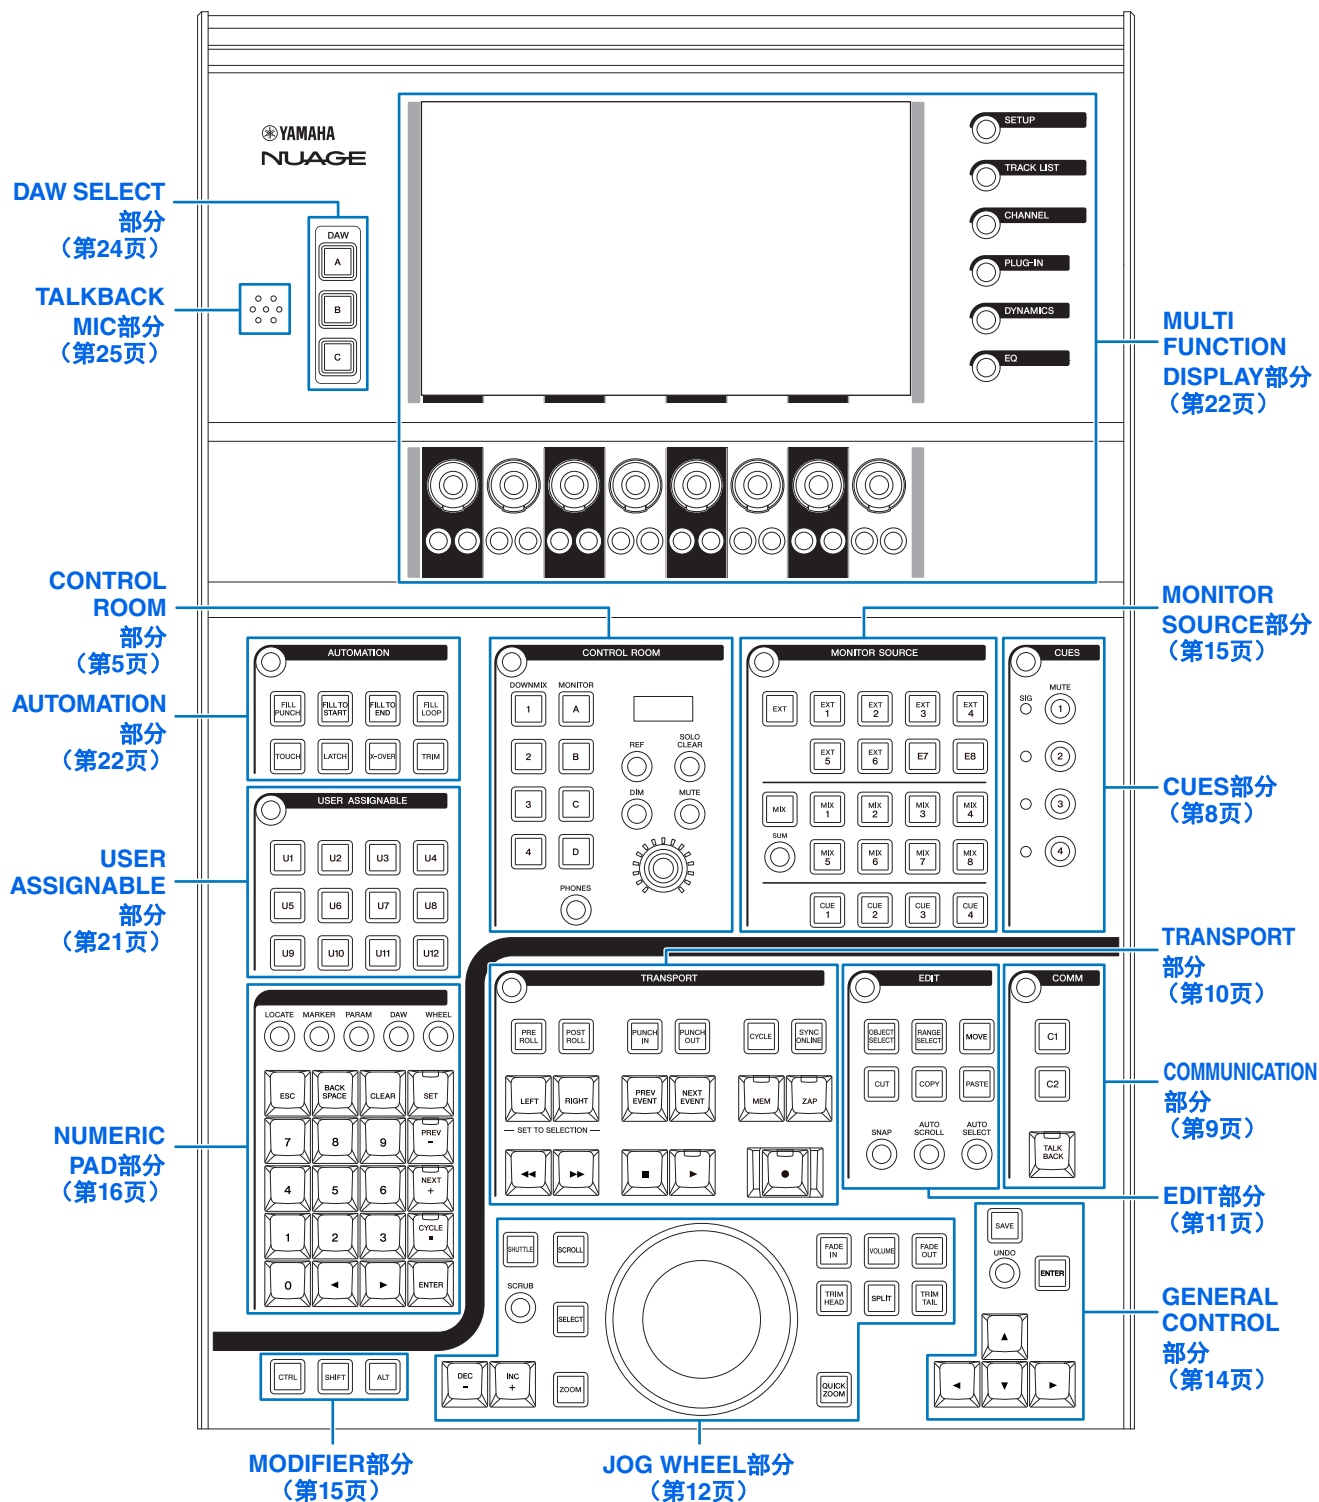 YAMAHA
NUAGE
SETUP
TRACK LIST
CHANNEL
PLUG-IN
DYNAMICS
EQ
DAW SELECT
部分
（第24页）
DAW
A
B
C
TALKBACK
MIC部分
（第25页）
MULTI
FUNCTION
DISPLAY部分
（第22页）
CONTROL
ROOM
部分
（第5页）
AUTOMATION
部分
（第22页）
USER
ASSIGNABLE
部分
（第21页）
NUMERIC
PAD部分
（第16页）
MONITOR
SOURCE部分
（第15页）
CUES部分
（第8页）
TRANSPORT
部分
（第10页）
COMMUNICATION
部分
（第9页）
EDIT部分
（第11页）
GENERAL
CONTROL
部分
（第14页）
AUTOMATION
FILL
PUNCH
FILL TO
START
FILL TO
END
FILL
LOOP
TOUCH
LATCH
X-OVER
TRIM
USER ASSIGNABLE
U1
U2
U3
U4
U5
U6
U7
U8
U9
U10
U11
U12
LOCATE
MARKER
PARAM
DAW
WHEEL
ESC
BACK
SPACE
CLEAR
SET
7
8
9
PREV
-
4
5
6
NEXT
+
1
2
3
CYCLE
■
0
◄
►
ENTER
CTRL
SHIFT
ALT
MODIFIER部分
（第15页）
CONTROL ROOM
DOWNMIX
MONITOR
1
A
2
B
3
C
4
D
REF
SOLO
CLEAR
DIM
MUTE
PHONES
MONITOR SOURCE
EXT
EXT
1
EXT
2
EXT
3
EXT
4
EXT
5
EXT
6
E7
E8
MIX
MIX
1
MIX
2
MIX
3
MIX
4
SUM
MIX
5
MIX
6
MIX
7
MIX
8
CUE
1
CUE
2
CUE
3
CUE
4
CUES
SIG
MUTE
1
2
3
4
TRANSPORT
PRE
ROLL
POST
ROLL
PUNCH
IN
PUNCH
OUT
CYCLE
SYNC
ONLINE
LEFT
RIGHT
PREV
EVENT
NEXT
EVENT
MEM
ZAP
SET TO SELECTION
◄◄
►►
■
►
●
EDIT
OBJECT
SELECT
RANGE
SELECT
MOVE
CUT
COPY
PASTE
SNAP
AUTO
SCROLL
AUTO
SELECT
COMM
C1
C2
TALK
BACK
SHUTTLE
SCROLL
SCRUB
SELECT
DEC
-
INC
+
ZOOM
FADE
IN
VOLUME
FADE
OUT
TRIM
HEAD
SPLIT
TRIM
TAIL
QUICK
ZOOM
JOG WHEEL部分
（第12页）
SAVE
UNDO
ENTER
▲
◄
▼
►